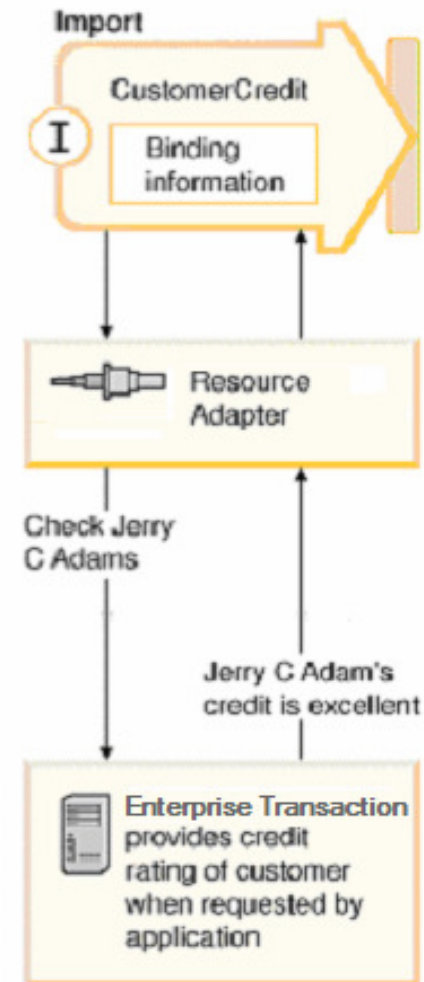 Import
CustomerCredit
I
Binding
information
Resource
Adapter
Check Jerry
C Adams
Jerry C Adam's
credit is excellent
Enterprise Transaction
provides credit
rating of customer
when requested by
application